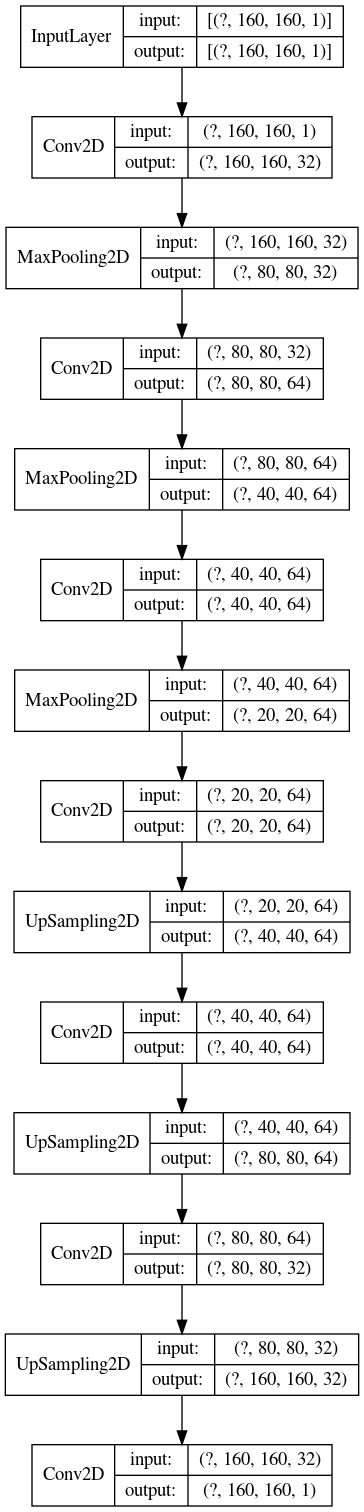 InputLayer
input: [(?, 160, 160, 1)]
output: [(?, 160, 160, 1)]
Conv2D
input: (?, 160, 160, 1)
output: (?, 160, 160, 32)
MaxPooling2D
input: (?, 160, 160, 32)
output: (?, 80, 80, 32)
Conv2D
input: (?, 80, 80, 32)
output: (?, 80, 80, 64)
MaxPooling2D
input: (?, 80, 80, 64)
output: (?, 40, 40, 64)
Conv2D
input: (?, 40, 40, 64)
output: (?, 40, 40, 64)
MaxPooling2D
input: (?, 40, 40, 64)
output: (?, 20, 20, 64)
Conv2D
input: (?, 20, 20, 64)
output: (?, 20, 20, 64)
UpSampling2D
input: (?, 20, 20, 64)
output: (?, 40, 40, 64)
Conv2D
input: (?, 40, 40, 64)
output: (?, 40, 40, 64)
UpSampling2D
input: (?, 40, 40, 64)
output: (?, 80, 80, 64)
Conv2D
input: (?, 80, 80, 64)
output: (?, 80, 80, 32)
UpSampling2D
input: (?, 80, 80, 32)
output: (?, 160, 160, 32)
Conv2D
input: (?, 160, 160, 32)
output: (?, 160, 160, 1)